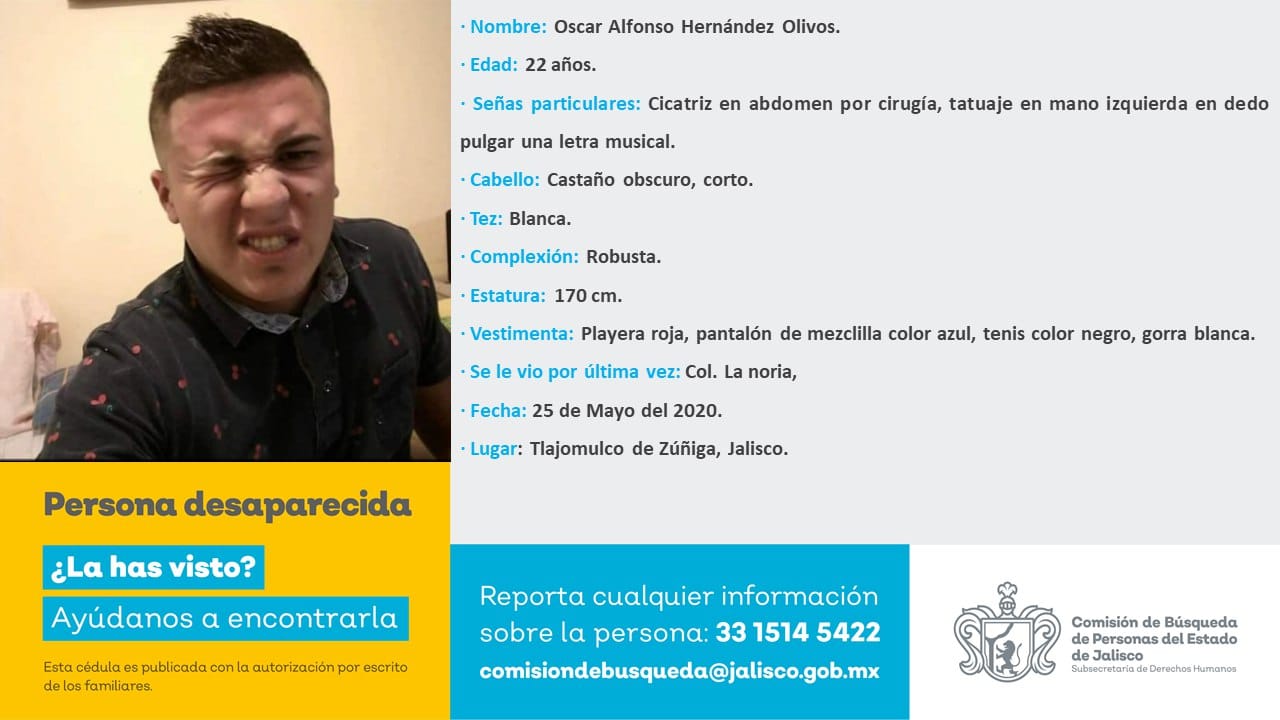 · Nombre: Oscar Alfonso Hernández Olivos.
· Edad: 22 años.
· Señas particulares: Cicatriz en abdomen por cirugía, tatuaje en mano izquierda en dedo
pulgar una letra musical.
· Cabello: Castaño obscuro, corto.
· Tez: Blanca.
· Complexión: Robusta.
· Estatura: 170 cm.
· Vestimenta: Playera roja, pantalón de mezclilla color azul, tenis color negro, gorra blanca.
· Se le vio por última vez: Col. La noria,
· Fecha: 25 de Mayo del 2020.
· Lugar: Tlajomulco de Zúñiga, Jalisco.
Persona desaparecida
¿La has visto?
Ayúdanos a encontrarla
Esta cédula es publicada con la autorización por escrito
de los familiares.
Reporta cualquier información
sobre la persona: 33 1514 5422
comisiondebusqueda@jalisco.gob.mx
Comisión de Búsqueda
de Personas del Estado
de Jalisco
Subsecretaría de Derechos Humanos